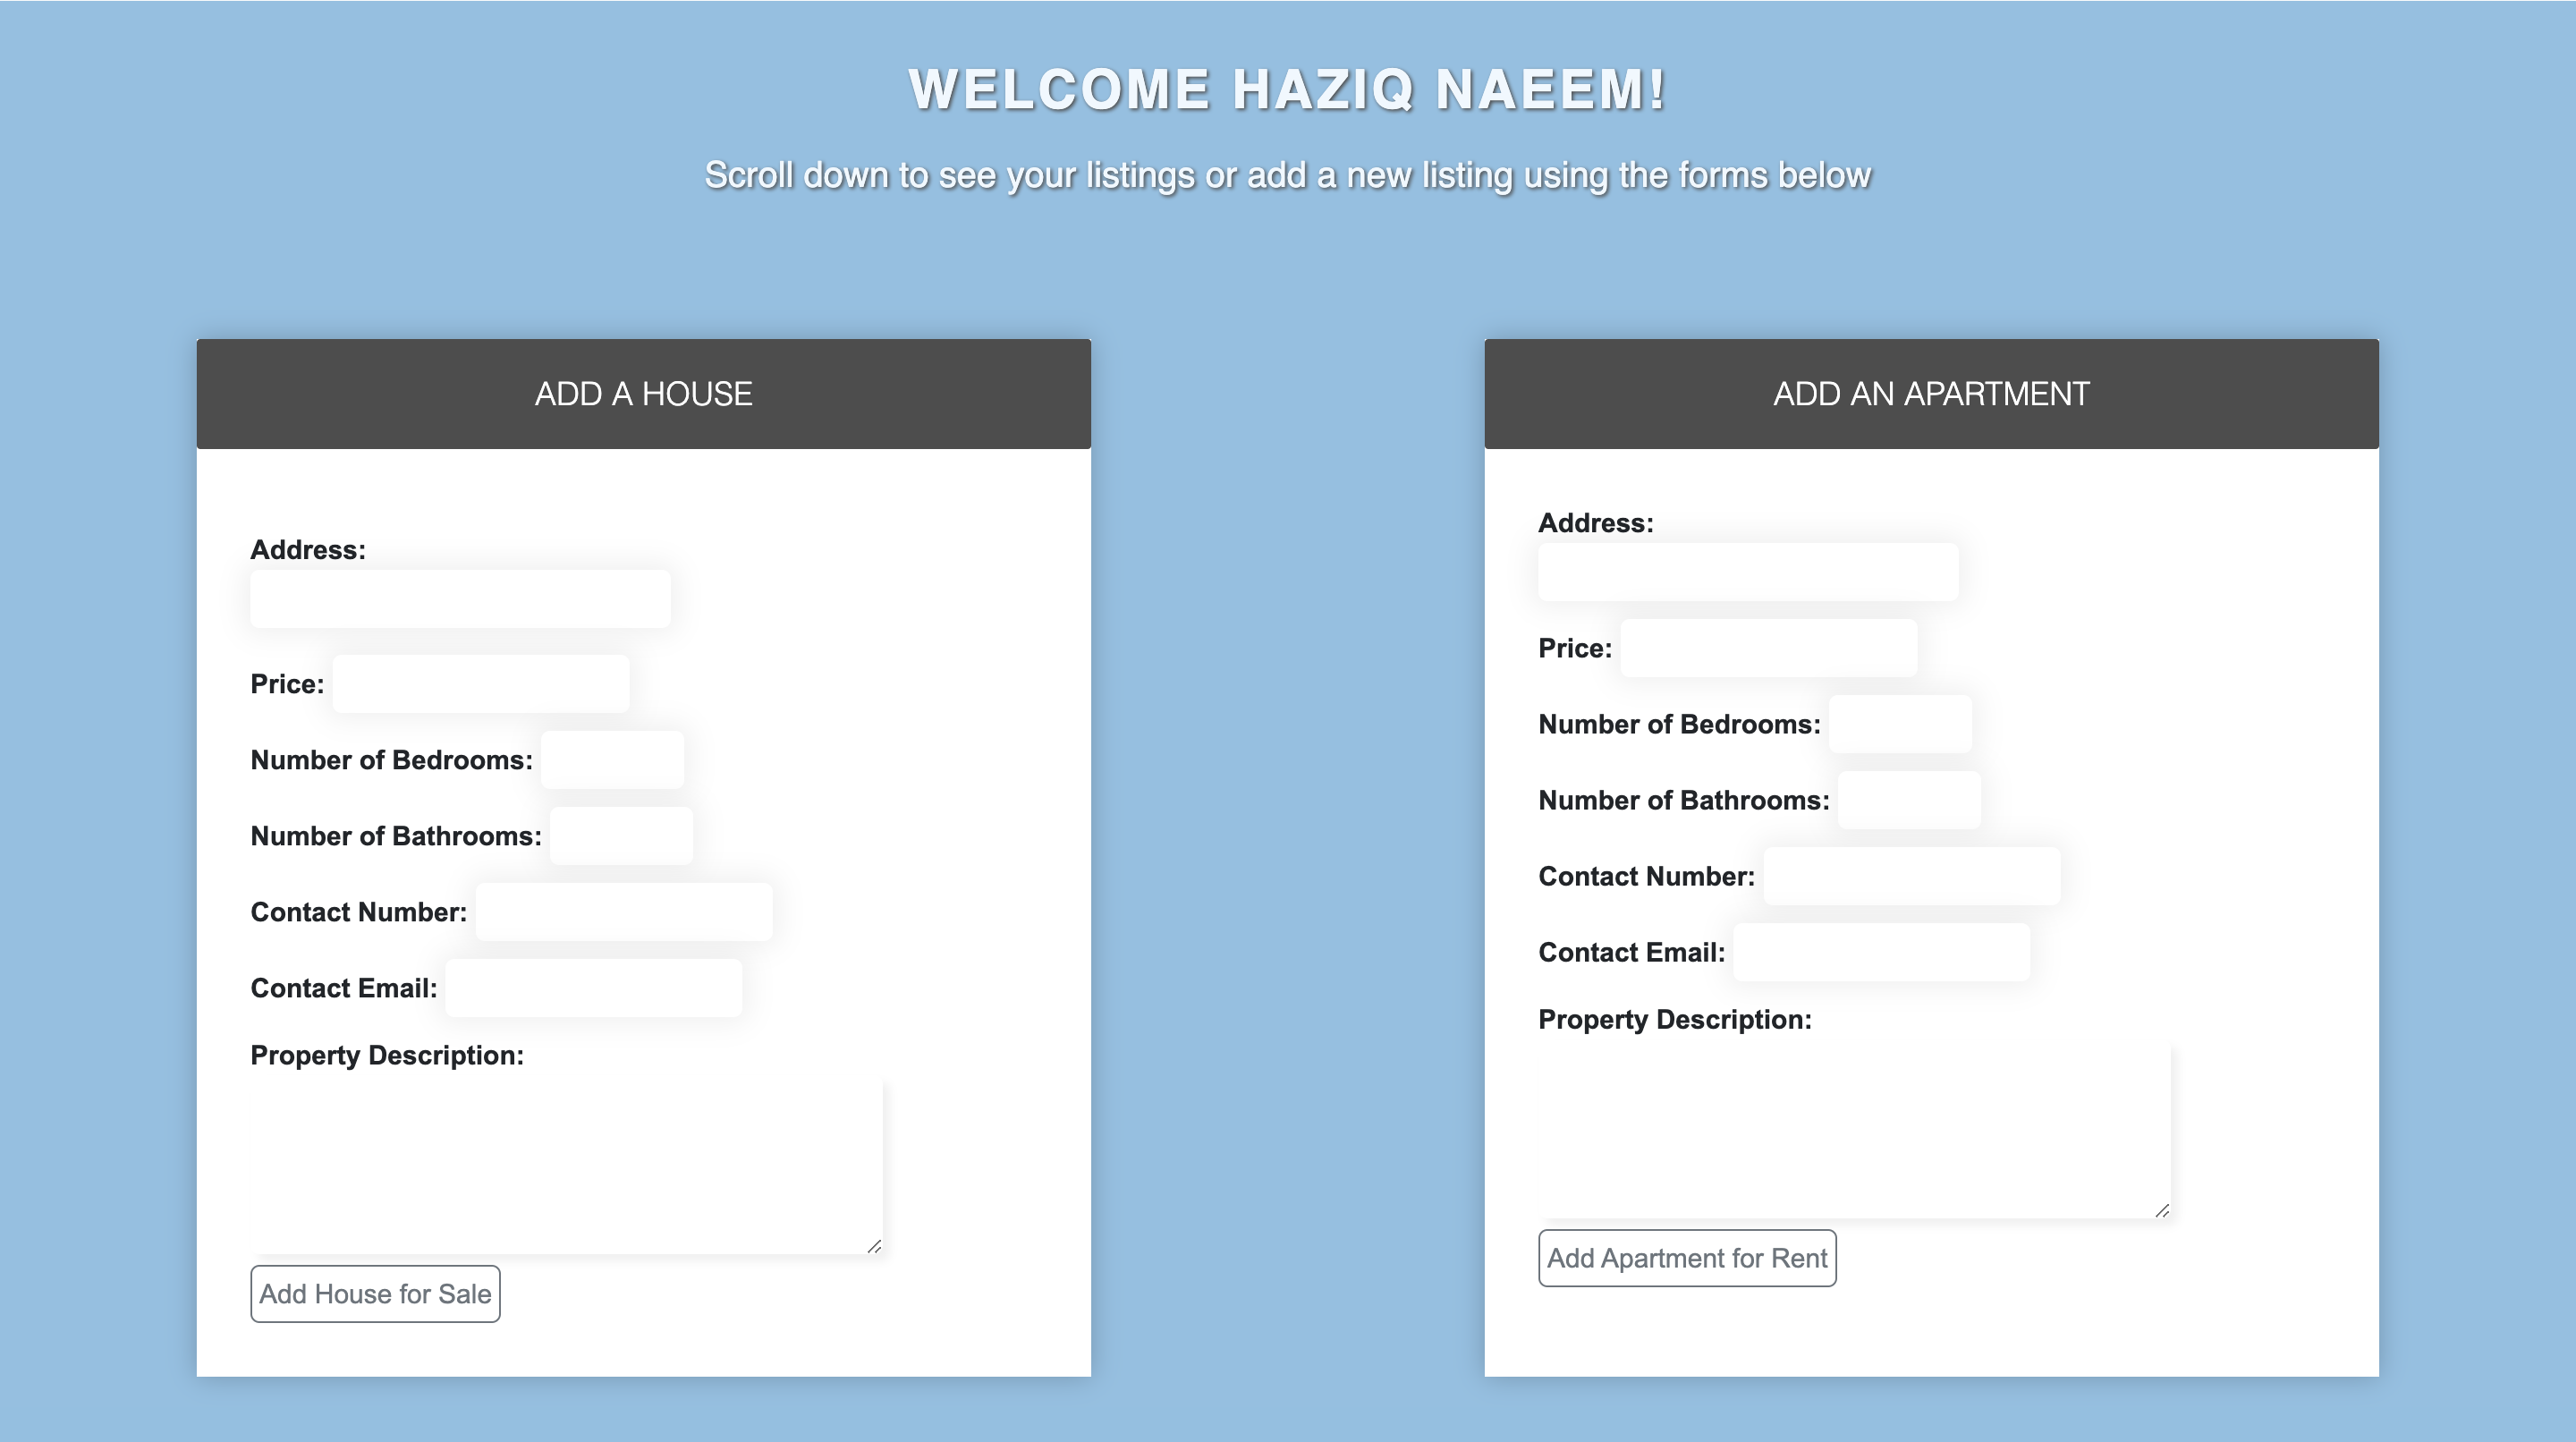 WELCOME HAZIQ NAEEM!
Scroll down to see your listings or add a new listing using the forms below
ADD A HOUSE
Address:
Price:
Number of Bedrooms:
Number of Bathrooms:
Contact Number:
Contact Email:
Property Description:
Add House for Sale
ADD AN APARTMENT
Address:
Price:
Number of Bedrooms:
Number of Bathrooms:
Contact Number:
Contact Email:
Property Description:
Add Apartment for Rent